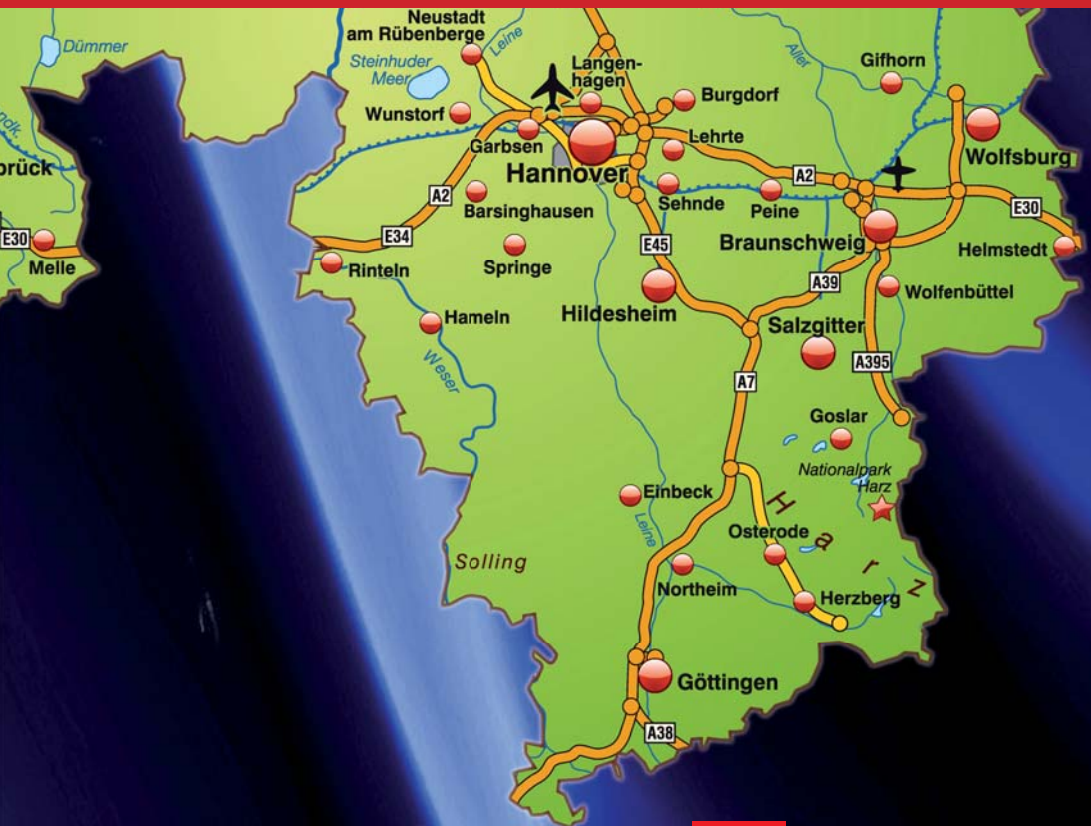 Neustadt
am Rübenberge
Leine
Dümmer
Steinhuder
Meer
Langen-
hagen
Aller
Gifhorn
Burgdorf
Wunstorf
Garbsen
Lehrte
Wolfsburg
Hannover
A2
A2
Sehnde
Peine
E30
Barsinghausen
E34
E45
Braunschweig
Helmstedt
E30
Melle
Rinteln
Springe
A39
Wolfenbüttel
Hildesheim
Hameln
Salzgitter
Weser
A395
A7
Goslar
Nationalpark
Harz
Einbeck
Leine
Harz
Osterode
Solling
Northeim
Herzberg
Göttingen
A38